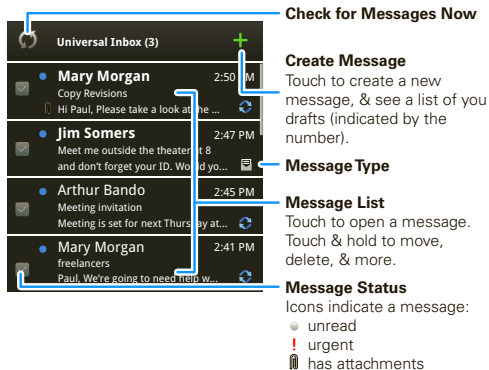 Check for Messages Now
Universal Inbox (3)
Mary Morgan 2:50 PM
Copy Revisions
Hi Paul, Please take a look at the ...
Jim Somers 2:47 PM
Meet me outside the theater at 8
and don't forget your ID. Would yo...
Arthur Bando 2:45 PM
Meeting invitation
Meeting is set for next Thursday at...
Mary Morgan 2:41 PM
freelancers
Paul, We're going to need help w...
Create Message
Touch to create a new
message, & see a list of you
drafts (indicated by the
number).
Message Type
Message List
Touch to open a message.
Touch & hold to move,
delete, & more.
Message Status
Icons indicate a message:
unread
! urgent
has attachments